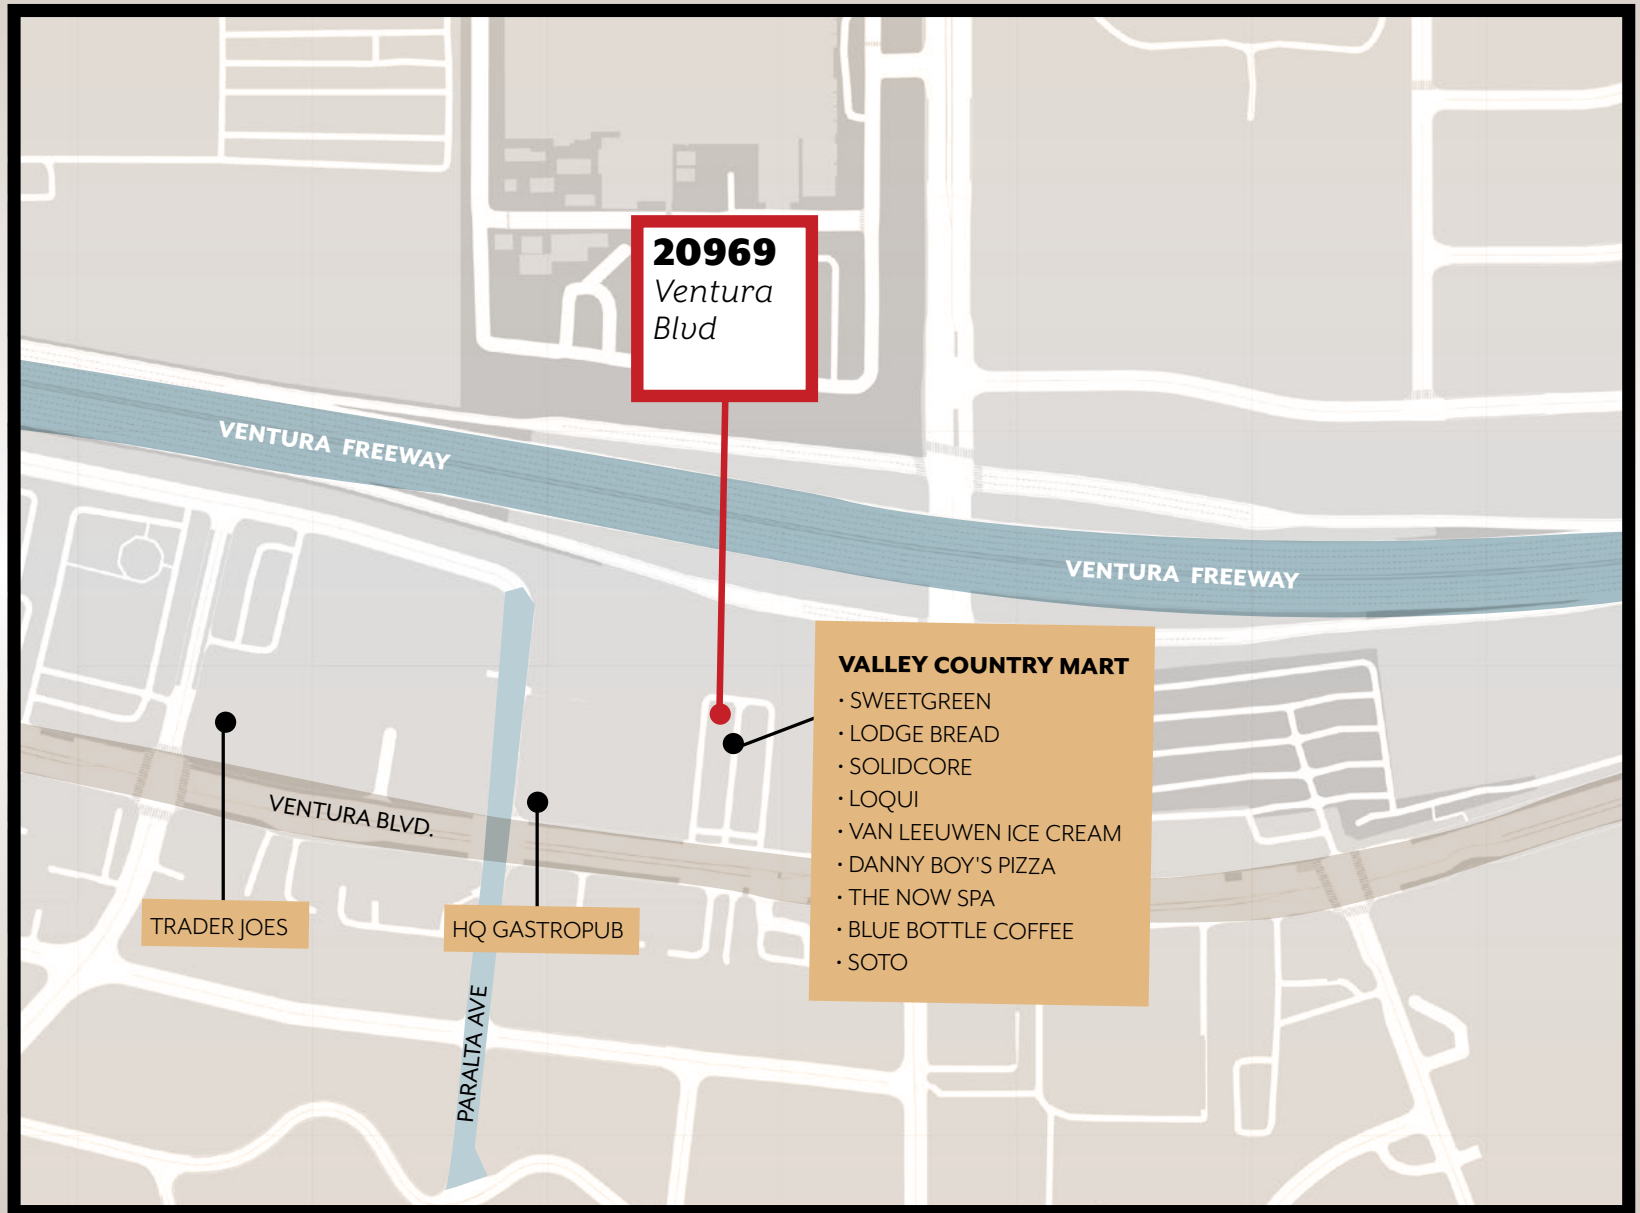 20969
Ventura
Blvd
VENTURA FREEWAY
VENTURA FREEWAY
VALLEY COUNTRY MART
· SWEETGREEN
· LODGE BREAD
· SOLIDCORE
· LOQUI
· VAN LEEUWEN ICE CREAM
· DANNY BOY'S PIZZA
· THE NOW SPA
· BLUE BOTTLE COFFEE
· SOTO
VENTURA BLVD.
TRADER JOES
HQ GASTROPUB
PARALTA AVE